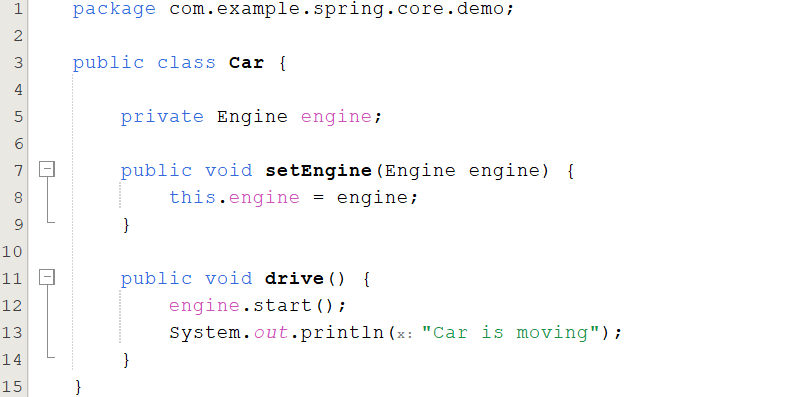 1 package com.example.spring.core.demo;
2
3 public class Car {
4
5 private Engine engine;
6
7 public void setEngine(Engine engine) {
8 this.engine = engine;
9 }
10
11 public void drive() {
12 engine.start();
13 System.out.println(x: "Car is moving");
14 }
15 }